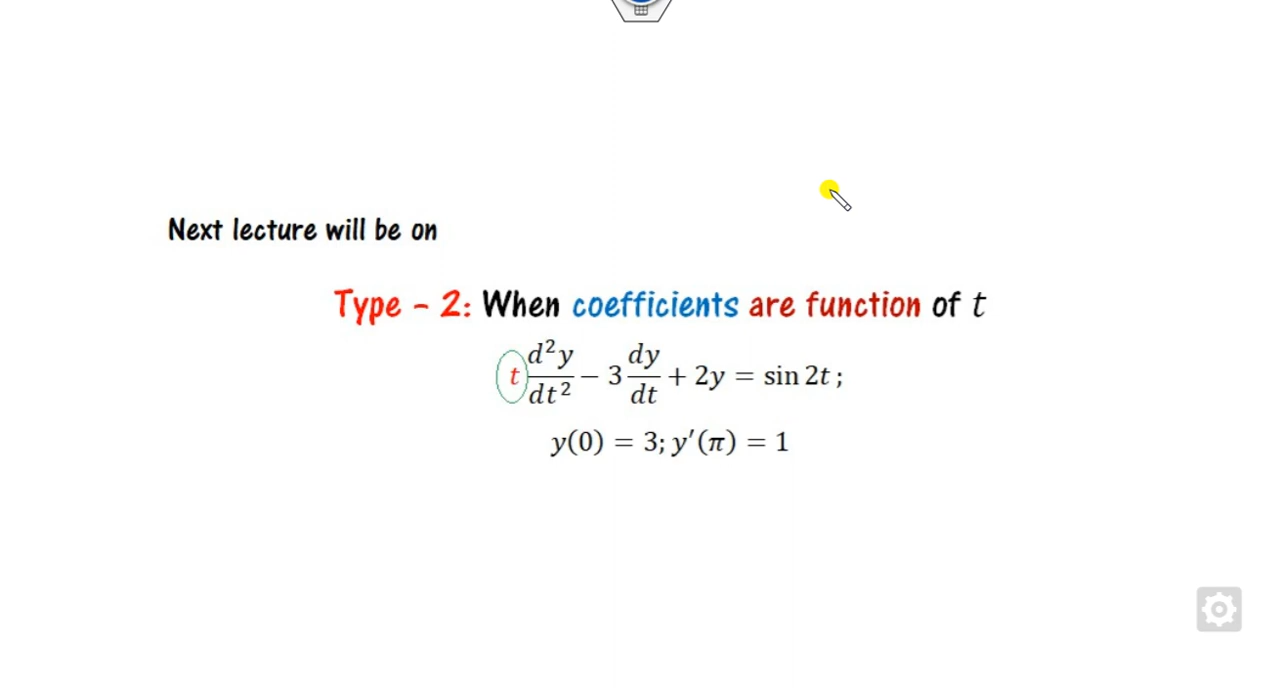 Next lecture will be on
Type - 2: When coefficients are function of t
t d²y/dt² − 3 dy/dt + 2y = sin 2t ;
y(0) = 3; y′(π) = 1